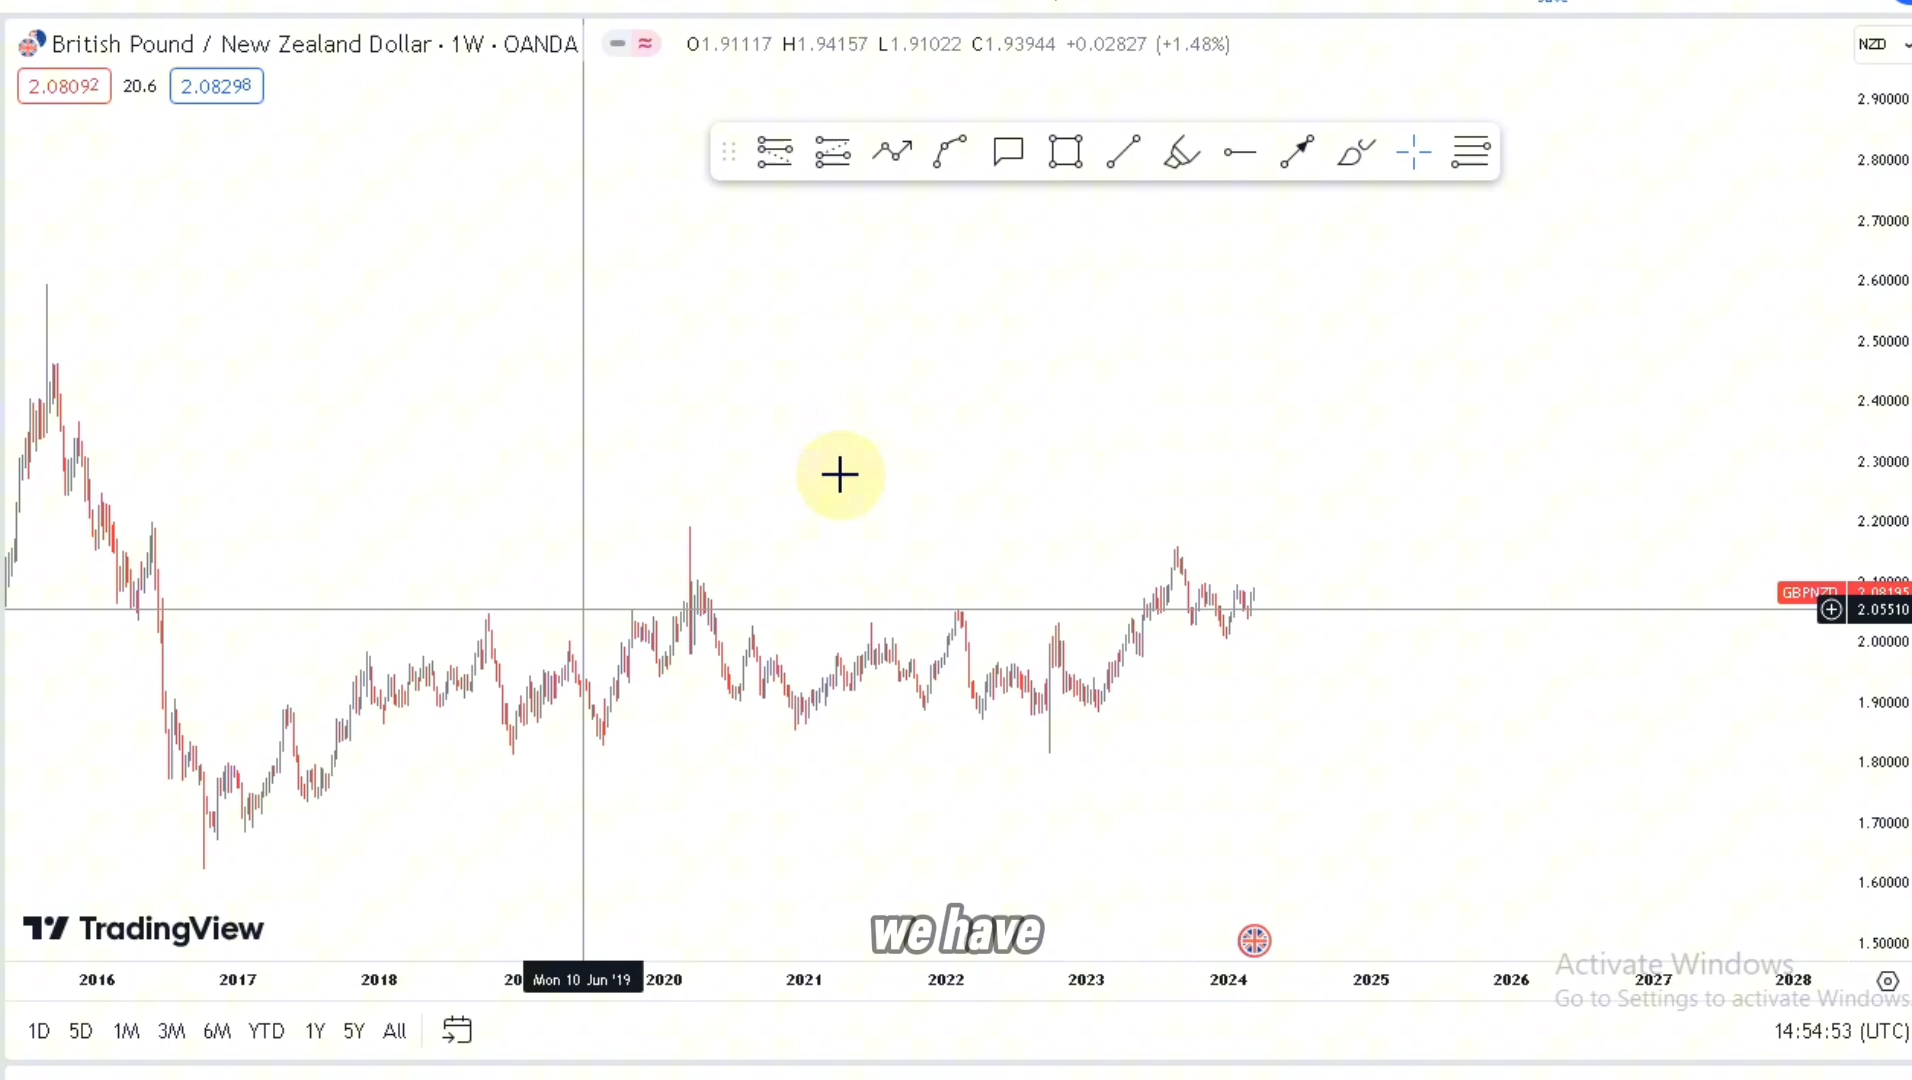 British Pound / New Zealand Dollar · 1W · OANDA O1.91117 H1.94157 L1.91022 C1.93944 +0.02827 (+1.48%)
NZD
2.08092 20.6 2.08298
2.90000
2.80000
2.70000
2.60000
2.50000
2.40000
2.30000
2.20000
2.10000
GBPNZD 2.08195
2.05510
2.00000
1.90000
1.80000
1.70000
1.60000
1.50000
TradingView
we have
Activate Windows
Go to Settings to activate Windows.
2016 2017 2018 20 Mon 10 Jun '19 2020 2021 2022 2023 2024 2025 2026 2027 2028
1D 5D 1M 3M 6M YTD 1Y 5Y All
14:54:53 (UTC)